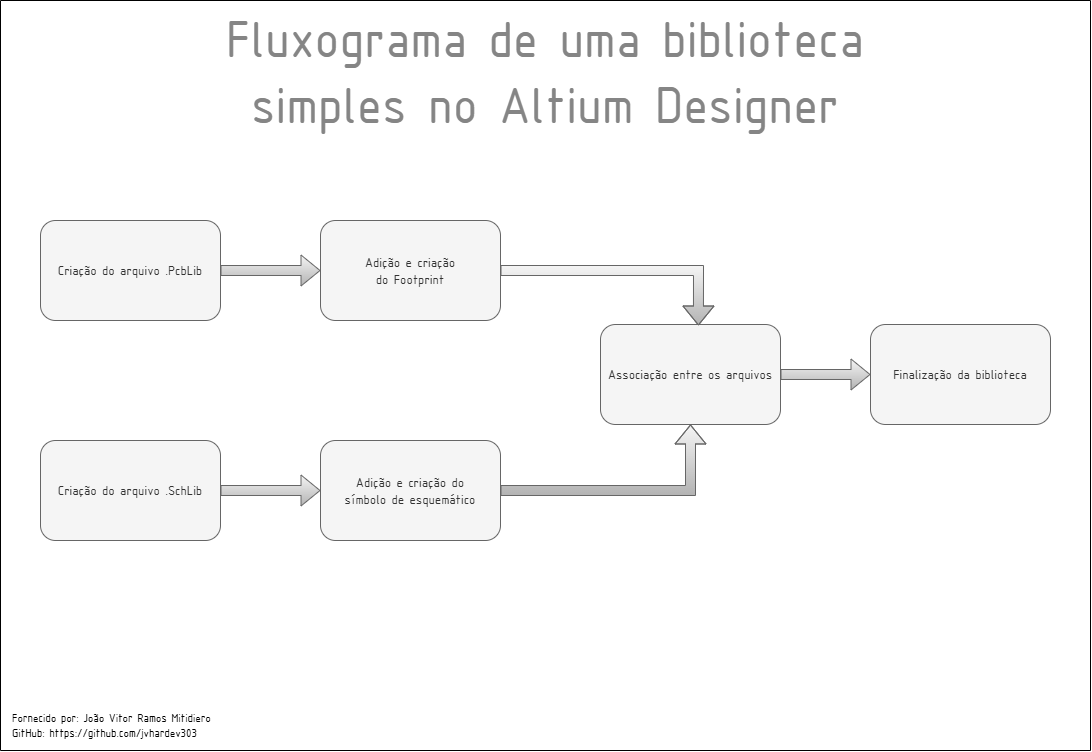 Fluxograma de uma biblioteca
simples no Altium Designer
Criação do arquivo .PcbLib
Adição e criação
do Footprint
Associação entre os arquivos
Finalização da biblioteca
Criação do arquivo .SchLib
Adição e criação do
símbolo de esquemático
Fornecido por: João Vitor Ramos Mitidiero
GitHub: https://github.com/jvhardev303